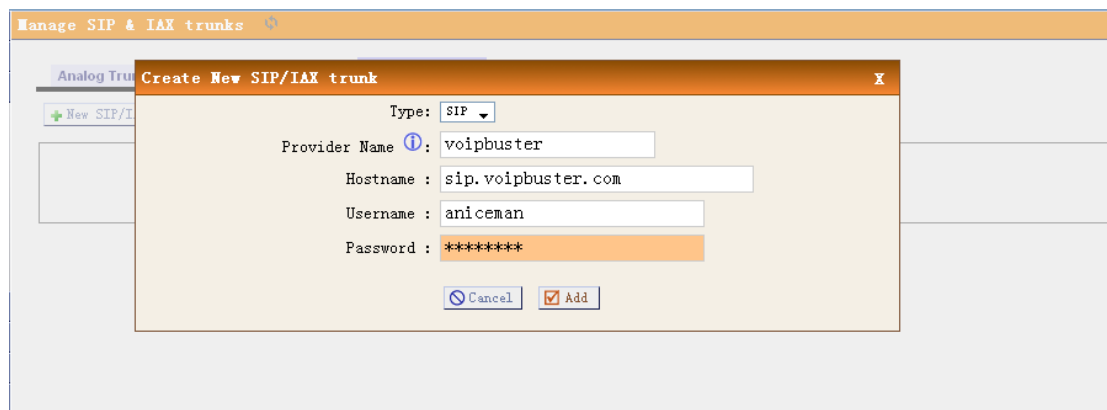 Manage SIP & IAX trunks
Analog Tru
Create New SIP/IAX trunk X
New SIP/I
Type: SIP
Provider Name i:
voipbuster
Hostname : sip.voipbuster.com
Username : aniceman
Password : ********
Cancel Add